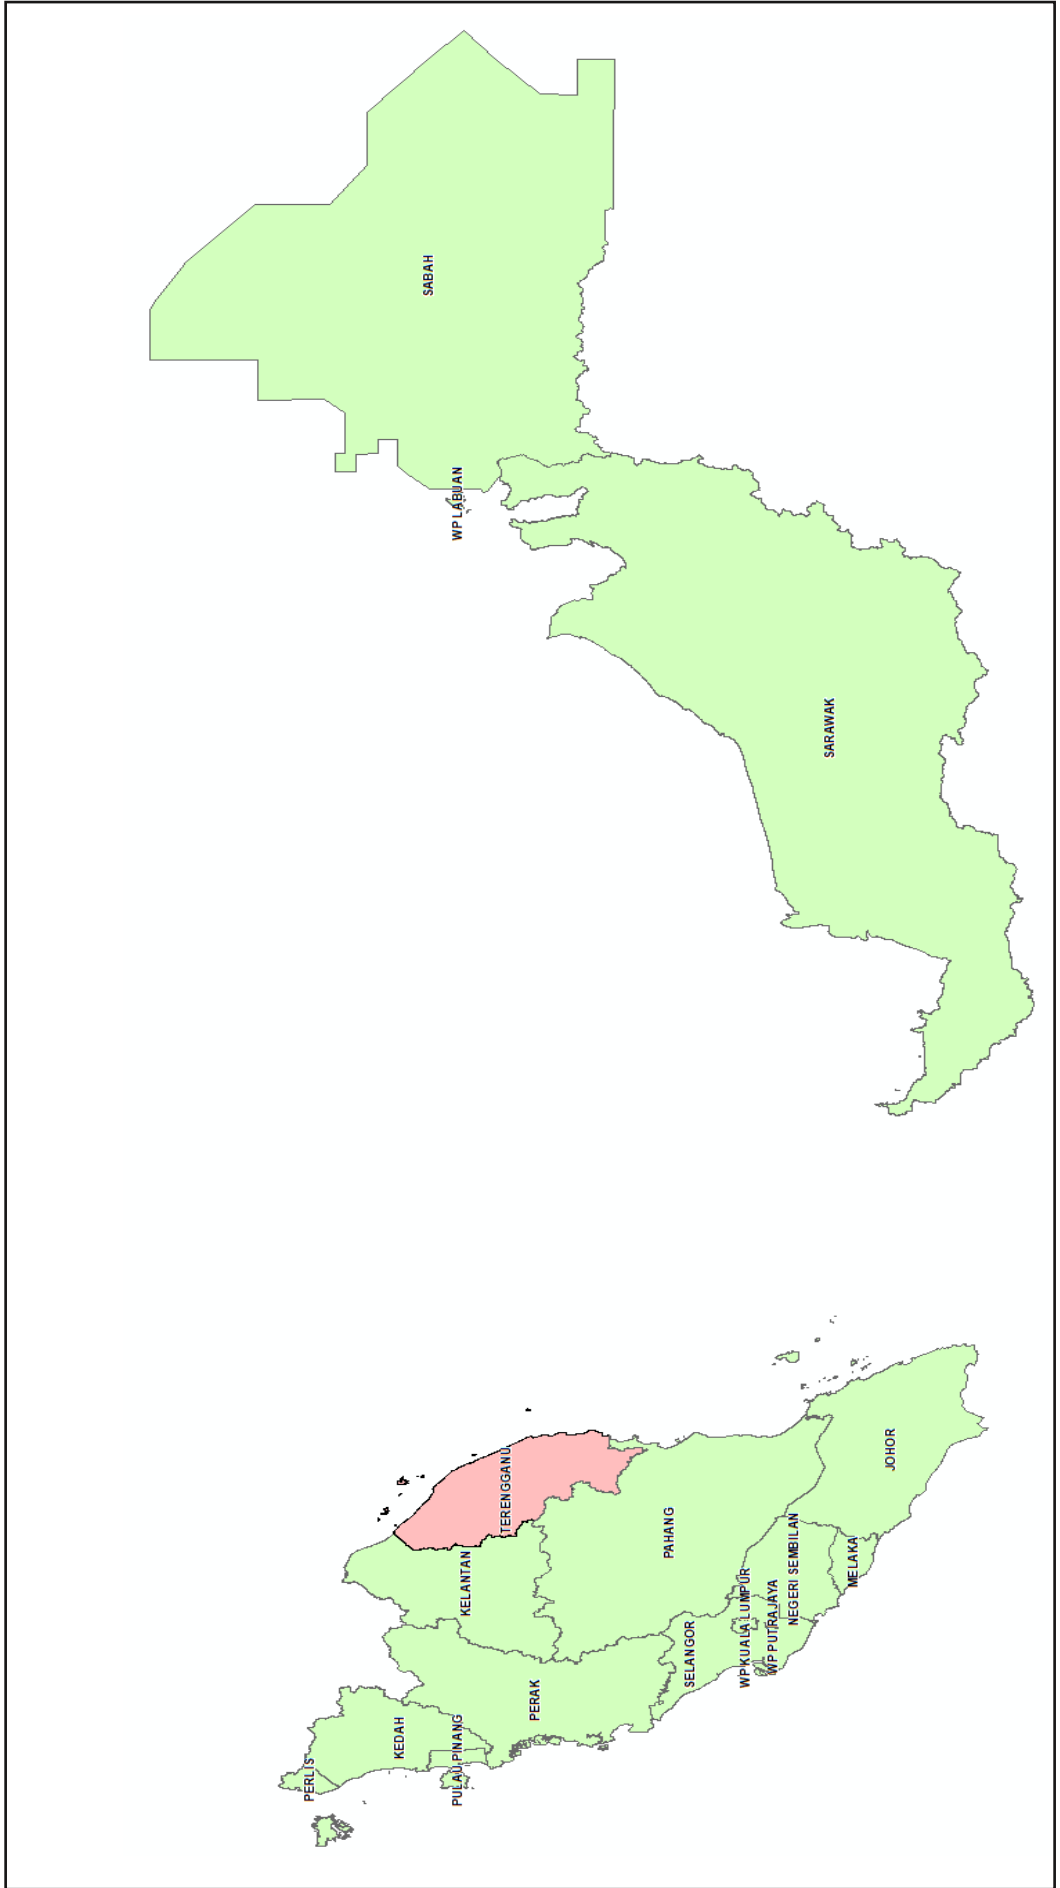 PERLIS
KEDAH
PULAU PINANG
PERAK
KELANTAN
TERENGGANU
PAHANG
SELANGOR
WP KUALA LUMPUR
WP PUTRAJAYA
NEGERI SEMBILAN
MELAKA
JOHOR
SARAWAK
WP LABUAN
SABAH